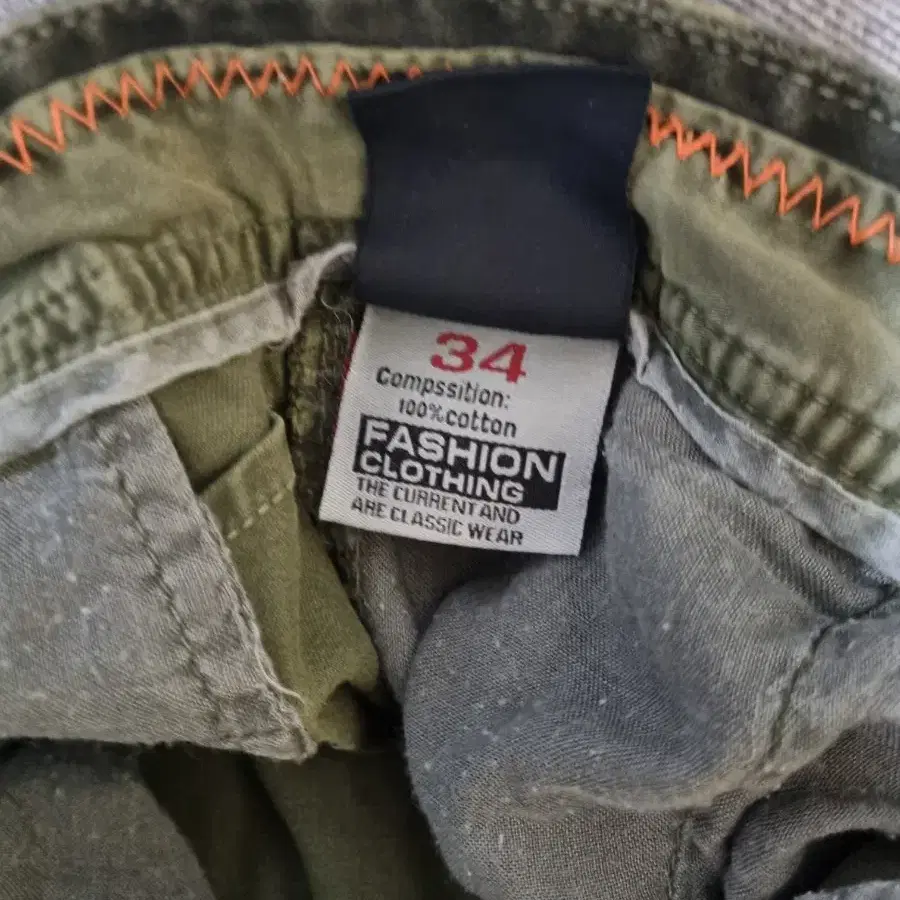 34
Compssition:
100%cotton
FASHION
CLOTHING
THE CURRENT AND
ARE CLASSIC WEAR